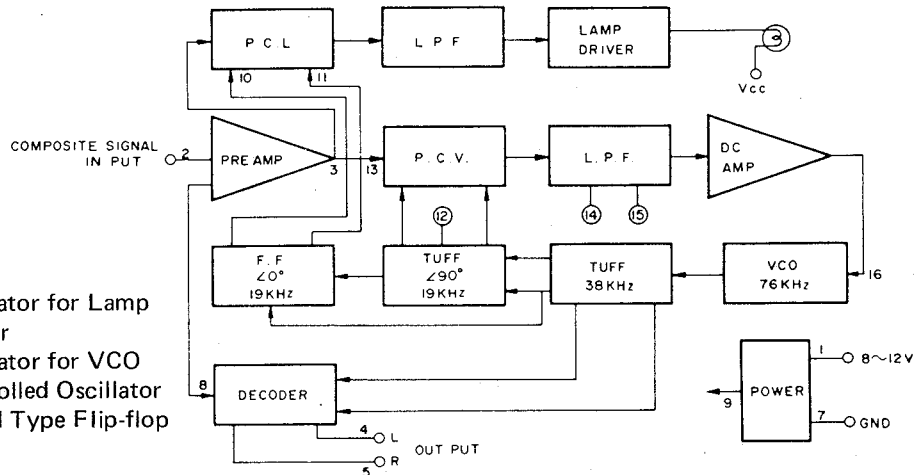 P.C.L
L P F
LAMP
DRIVER
10
11
Vcc
COMPOSITE SIGNAL
IN PUT
2
PRE AMP
3
13
P.C.V.
L.P.F.
DC
AMP
12
14
15
F.F
∠0°
19KHz
TUFF
∠90°
19KHz
TUFF
38KHz
VCO
76KHz
16
ator for Lamp
r
ator for VCO
olled Oscillator
l Type Flip-flop
8
DECODER
4
L
OUT PUT
5
R
POWER
1
8~12V
9
7
GND